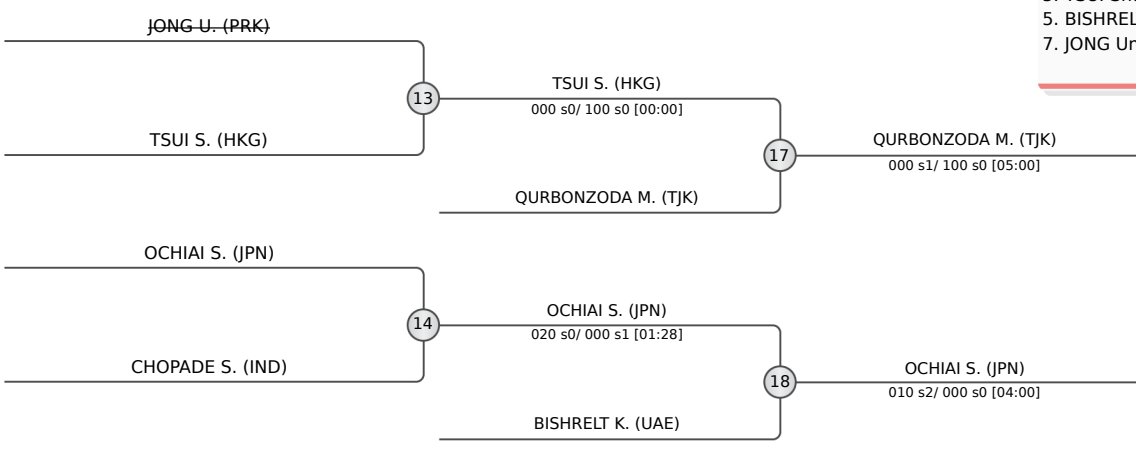 JONG U. (PRK)
5. BISHREL
7. JONG Un
TSUI S. (HKG)
13
000 s0/ 100 s0 [00:00]
TSUI S. (HKG)
QURBONZODA M. (TJK)
17
000 s1/ 100 s0 [05:00]
QURBONZODA M. (TJK)
OCHIAI S. (JPN)
OCHIAI S. (JPN)
14
020 s0/ 000 s1 [01:28]
CHOPADE S. (IND)
OCHIAI S. (JPN)
18
010 s2/ 000 s0 [04:00]
BISHRELT K. (UAE)